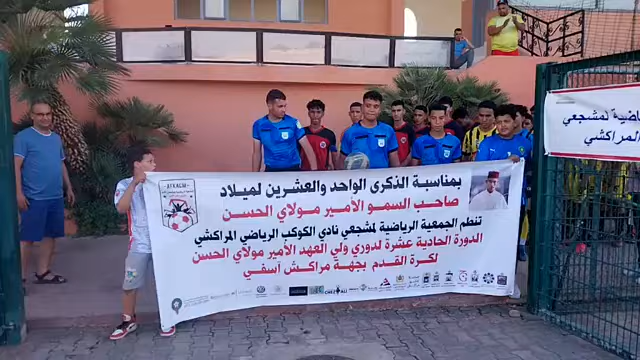 بمناسبة الذكرى الواحد والعشرين لميلاد
صاحب السمو الأمير مولاي الحسن
تنظم الجمعية الرياضية لمشجعي نادي الكوكب الرياضي المراكشي
الدورة الحادية عشرة لدوري ولي العهد الأمير مولاي الحسن
لكرة القدم بجهة مراكش اسفي
لمشجعي
المراكشي